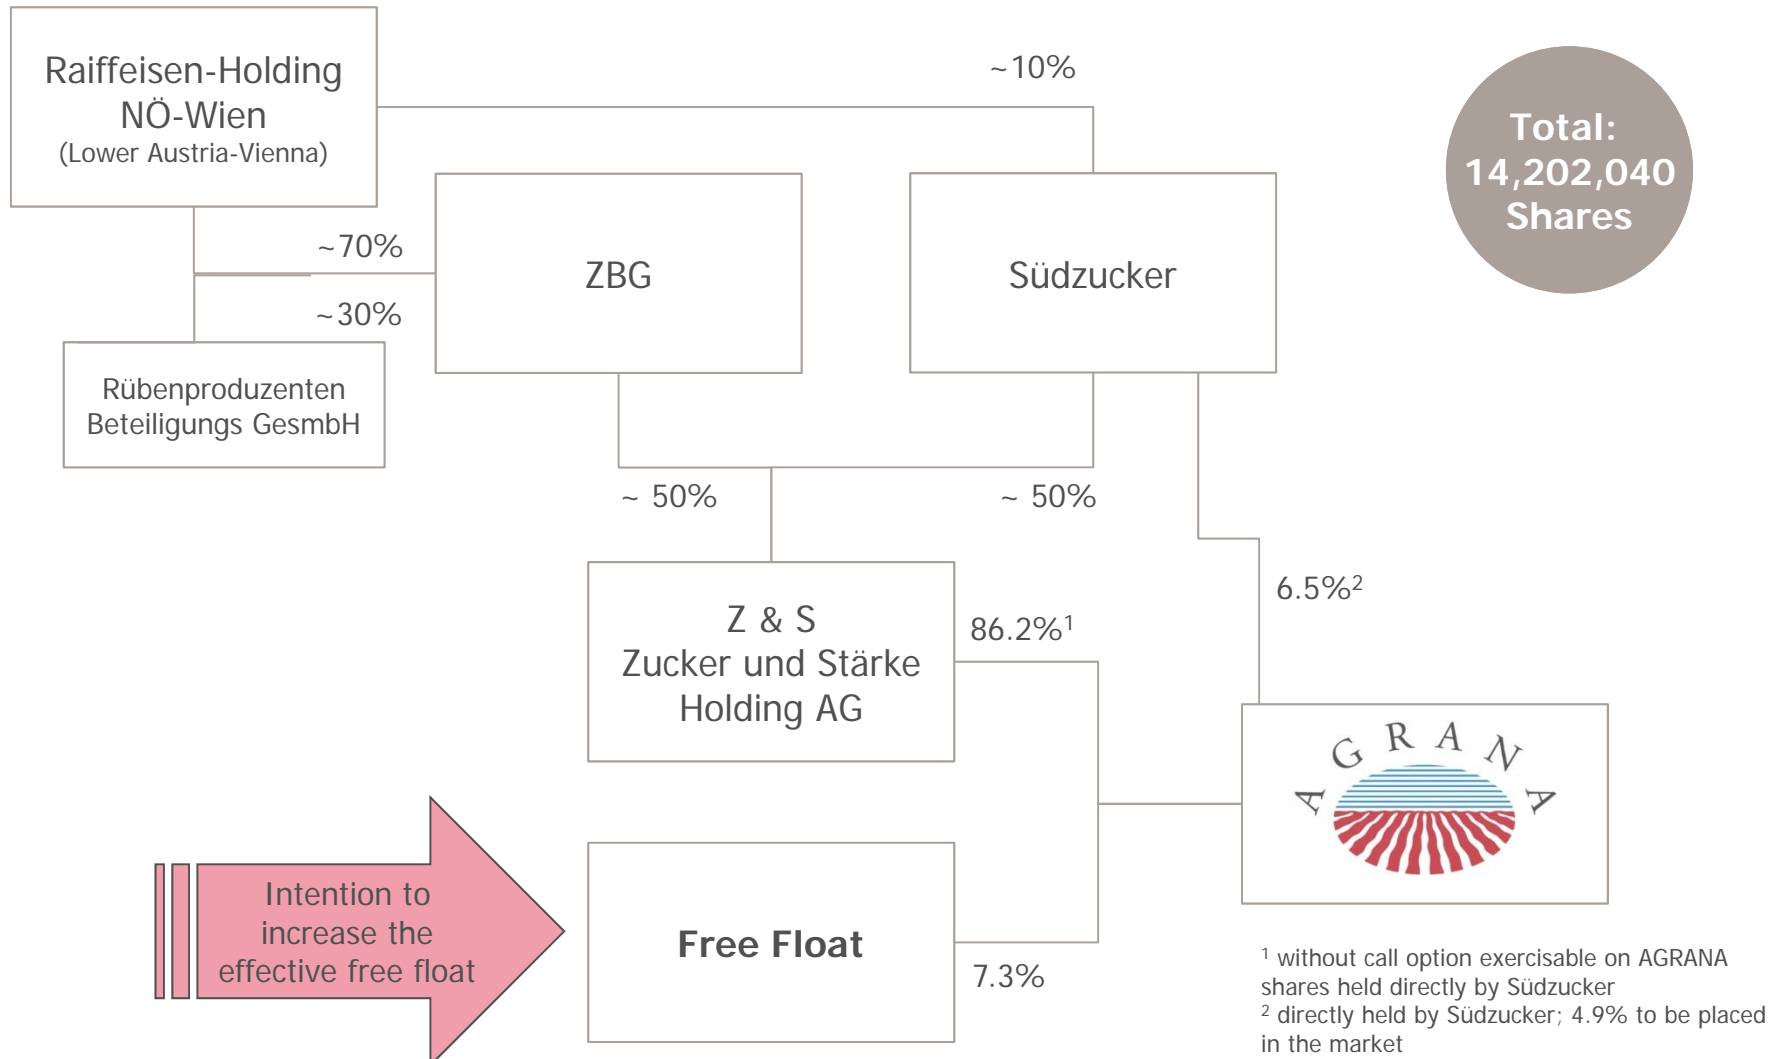 Raiffeisen-Holding
NÖ-Wien
(Lower Austria-Vienna)
~10%
Total:
14,202,040
Shares
~70%
ZBG
Südzucker
~30%
Rübenproduzenten
Beteiligungs GesmbH
~ 50%
~ 50%
6.5%²
Z & S
Zucker und Stärke
Holding AG
86.2%¹
AGRANA
Intention to
increase the
effective free float
Free Float
7.3%
¹ without call option exercisable on AGRANA
shares held directly by Südzucker
² directly held by Südzucker; 4.9% to be placed
in the market